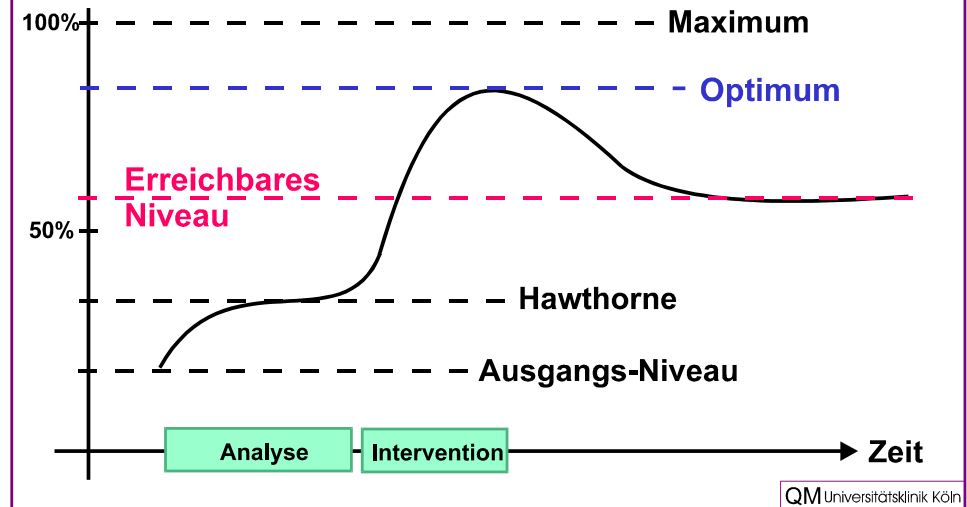 100%
Maximum
Optimum
Erreichbares
Niveau
50%
Hawthorne
Ausgangs-Niveau
Analyse
Intervention
Zeit
QM Universitätsklinik Köln